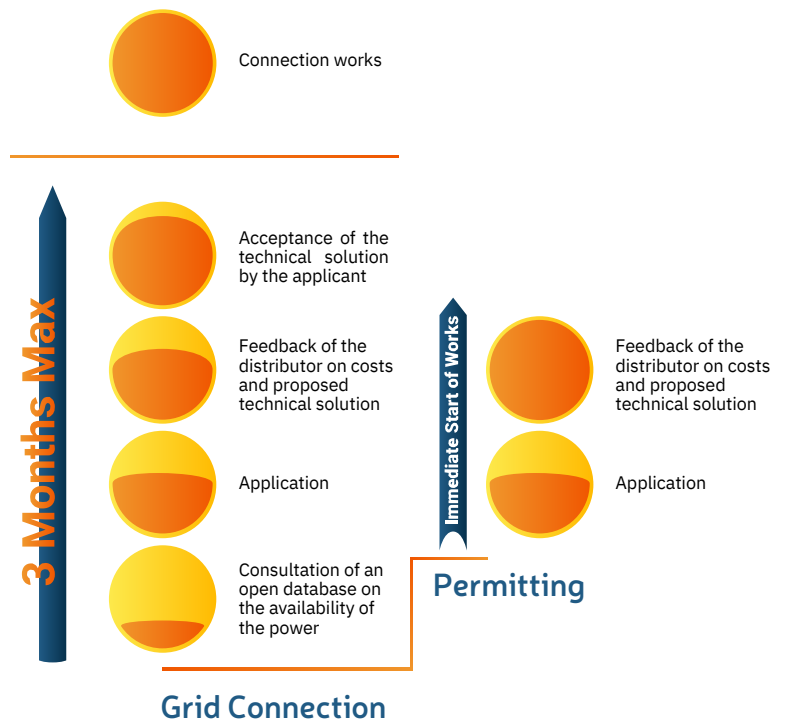 Connection works
3 Months Max
Acceptance of the
technical solution
by the applicant
Feedback of the
distributor on costs
and proposed
technical solution
Application
Consultation of an
open database on
the availability of
the power
Grid Connection
Immediate Start of Works
Feedback of the
distributor on costs
and proposed
technical solution
Application
Permitting